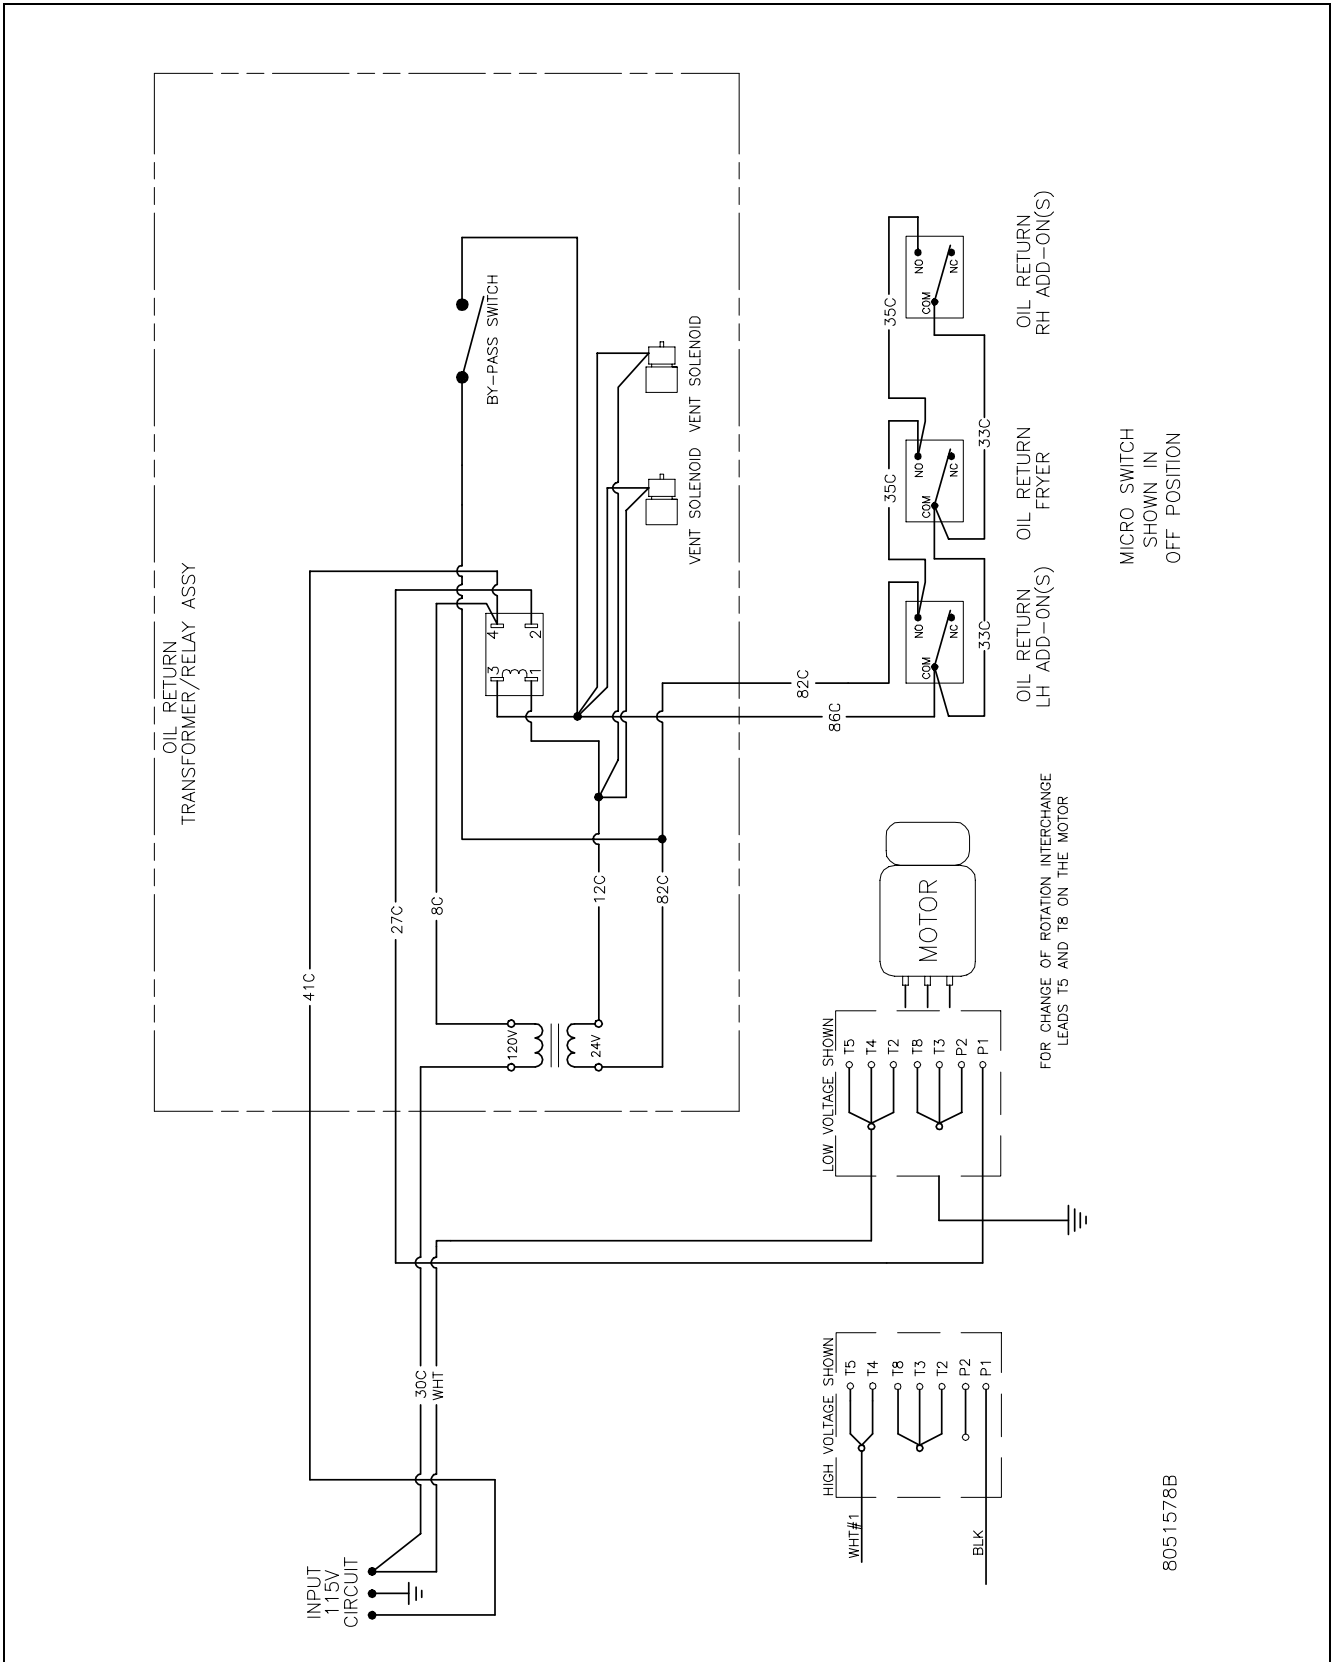 OIL RETURN
TRANSFORMER/RELAY ASSY
BY-PASS SWITCH
VENT SOLENOID
VENT SOLENOID
4
2
3
1
41C
27C
8C
12C
82C
120V
24V
82C
86C
35C
35C
33C
33C
NO
COM
NC
OIL RETURN
RH ADD-ON(S)
NO
COM
NC
OIL RETURN
FRYER
NO
COM
NC
OIL RETURN
LH ADD-ON(S)
MICRO SWITCH
SHOWN IN
OFF POSITION
MOTOR
FOR CHANGE OF ROTATION INTERCHANGE
LEADS T5 AND T8 ON THE MOTOR
LOW VOLTAGE SHOWN
T5
T4
T2
T8
T3
P2
P1
30C
WHT
INPUT
115V
CIRCUIT
HIGH VOLTAGE SHOWN
T5
T4
T8
T3
T2
P2
P1
WHT#1
BLK
8051578B